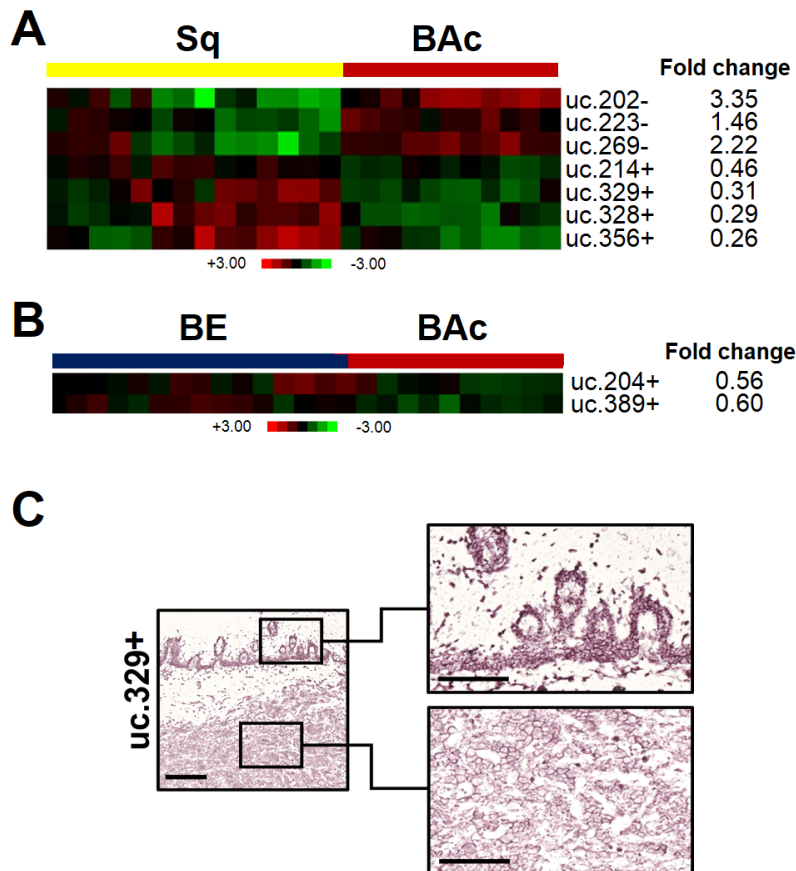 A
Sq BAc
Fold change
uc.202- 3.35
uc.223- 1.46
uc.269- 2.22
uc.214+ 0.46
uc.329+ 0.31
uc.328+ 0.29
uc.356+ 0.26
+3.00 -3.00
B
BE BAc
Fold change
uc.204+ 0.56
uc.389+ 0.60
+3.00 -3.00
C
uc.329+